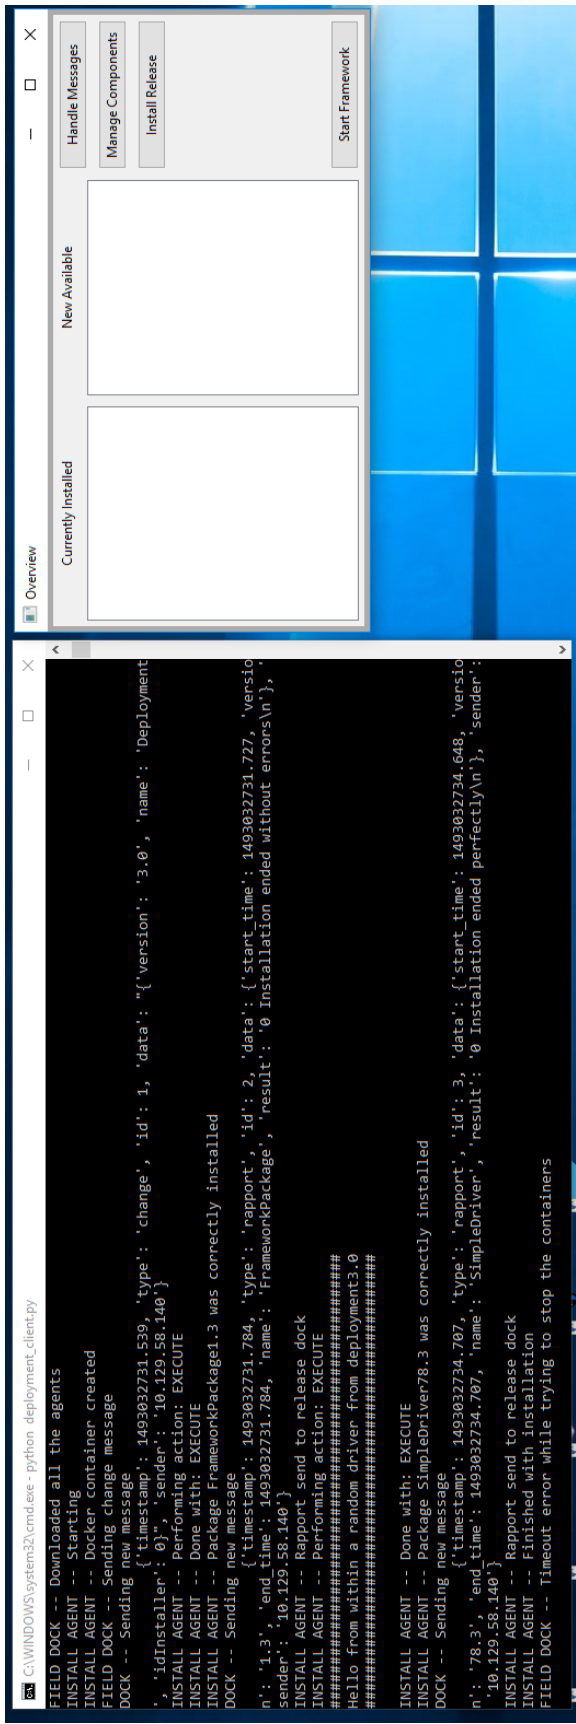 C:\WINDOWS\system32\cmd.exe - python  deployment_client.py
FIELD DOCK -- Downloaded all the agents
INSTALL AGENT -- Starting
INSTALL AGENT -- Docker container created
FIELD DOCK -- Sending change message
DOCK -- Sending new message
{'timestamp': 1493032731.539, 'type': 'change', 'id': 1, 'data': "{'version': '3.0', 'name': 'Deployment
', 'idInstaller': 0}", 'sender': '10.129.58.140'}
INSTALL AGENT -- Performing action: EXECUTE
INSTALL AGENT -- Done with: EXECUTE
INSTALL AGENT -- Package FrameworkPackage1.3 was correctly installed
DOCK -- Sending new message
{'timestamp': 1493032731.784, 'type': 'rapport', 'id': 2, 'data': {'start_time': 1493032731.727, 'versio
n': '1.3', 'end_time': 1493032731.784, 'name': 'FrameworkPackage', 'result': '0 Installation ended without errors\n'}, '
sender': '10.129.58.140'}
INSTALL AGENT -- Rapport send to release dock
INSTALL AGENT -- Performing action: EXECUTE
Hello from within a random driver from deployment3.0
INSTALL AGENT -- Done with: EXECUTE
INSTALL AGENT -- Package SimpleDriver78.3 was correctly installed
DOCK -- Sending new message
{'timestamp': 1493032734.707, 'type': 'rapport', 'id': 3, 'data': {'start_time': 1493032734.648, 'versio
n': '78.3', 'end_time': 1493032734.707, 'name': 'SimpleDriver', 'result': '0 Installation ended perfectly\n'}, 'sender':
'10.129.58.140'}
INSTALL AGENT -- Rapport send to release dock
INSTALL AGENT -- Finished with installation
FIELD DOCK -- Timeout error while trying to stop the containers
Overview
Currently Installed
New Available
Handle Messages
Manage Components
Install Release
Start Framework